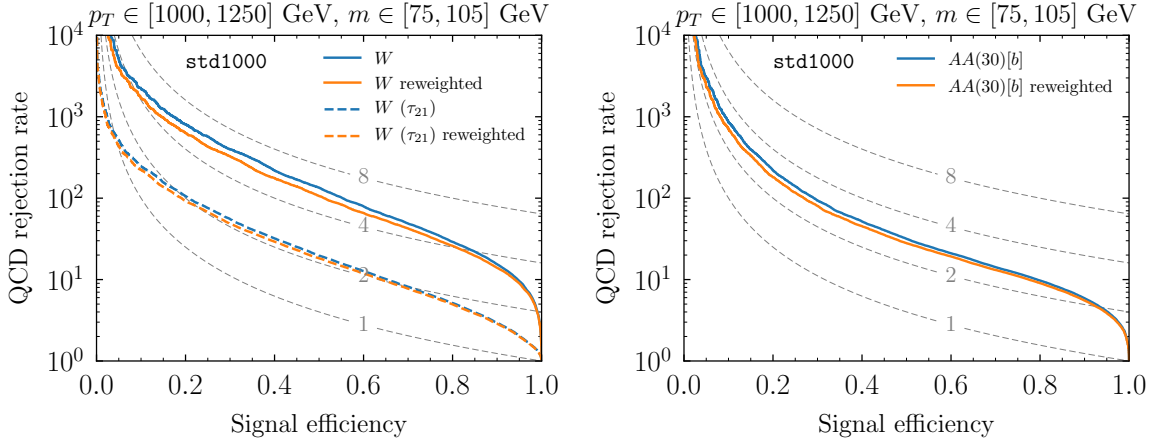 p_T ∈ [1000, 1250] GeV, m ∈ [75, 105] GeV
std1000
W
W reweighted
W (τ_21)
W (τ_21) reweighted
8
4
2
1
10^4
10^3
10^2
10^1
10^0
QCD rejection rate
0.0 0.2 0.4 0.6 0.8 1.0
Signal efficiency
p_T ∈ [1000, 1250] GeV, m ∈ [75, 105] GeV
std1000
AA(30)[b]
AA(30)[b] reweighted
8
4
2
1
10^4
10^3
10^2
10^1
10^0
QCD rejection rate
0.0 0.2 0.4 0.6 0.8 1.0
Signal efficiency